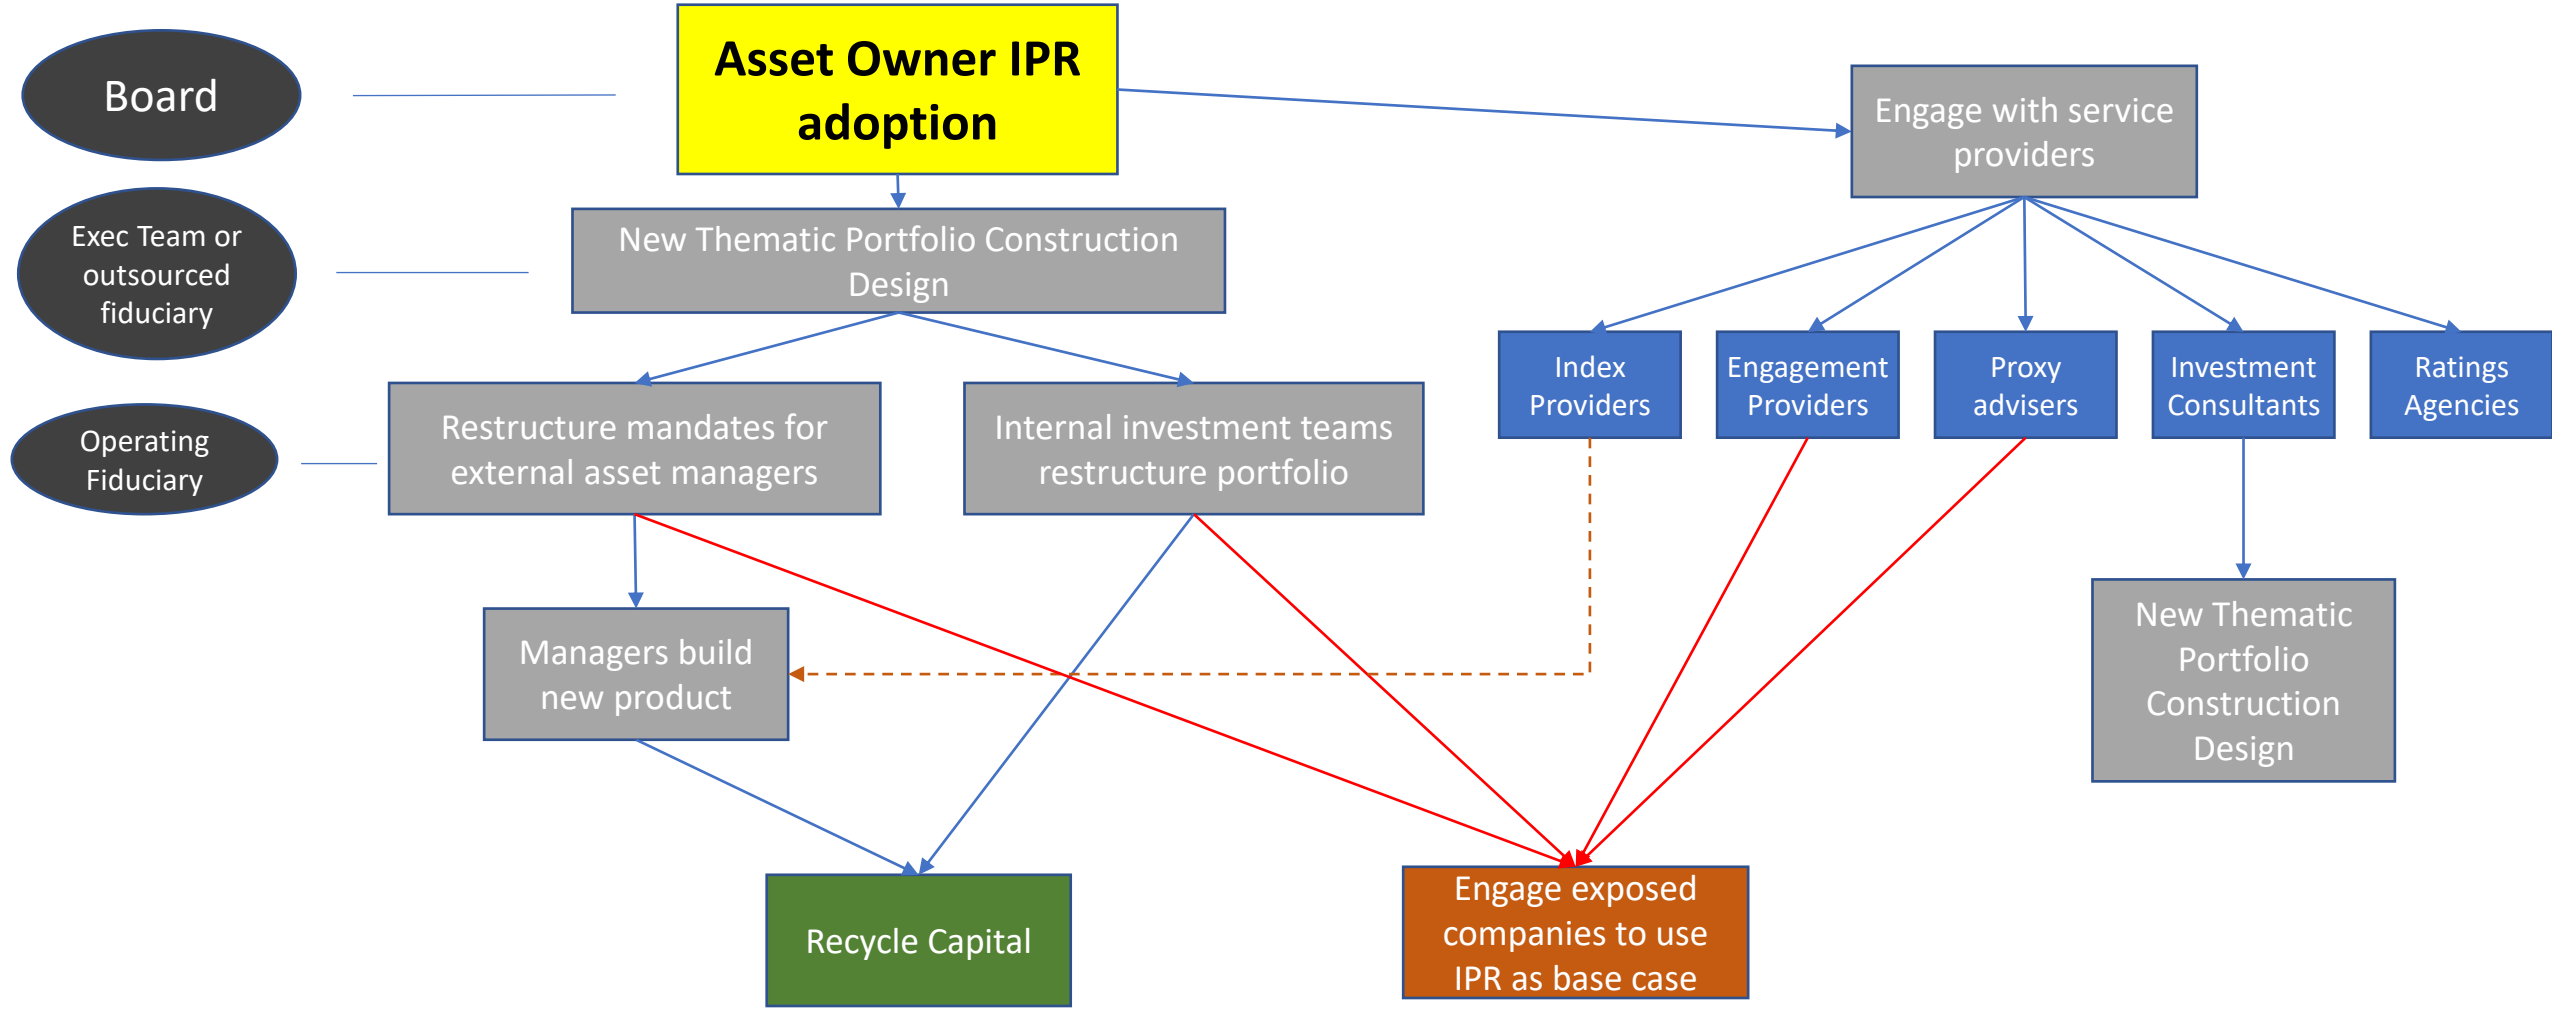 Board
Asset Owner IPR
adoption
Engage with service
providers
Exec Team or
outsourced
fiduciary
New Thematic Portfolio Construction
Design
Index
Providers
Engagement
Providers
Proxy
advisers
Investment
Consultants
Ratings
Agencies
Operating
Fiduciary
Restructure mandates for
external asset managers
Internal investment teams
restructure portfolio
Managers build
new product
New Thematic
Portfolio
Construction
Design
Recycle Capital
Engage exposed
companies to use
IPR as base case